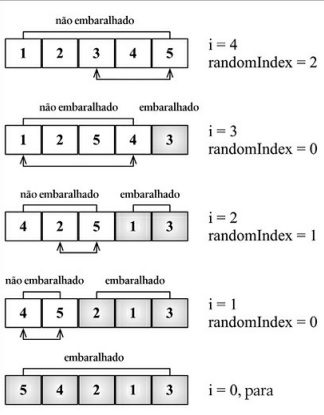 não embaralhado
1 2 3 4 5
i = 4
randomIndex = 2
não embaralhado embaralhado
1 2 5 4 3
i = 3
randomIndex = 0
não embaralhado embaralhado
4 2 5 1 3
i = 2
randomIndex = 1
não embaralhado embaralhado
4 5 2 1 3
i = 1
randomIndex = 0
embaralhado
5 4 2 1 3
i = 0, para